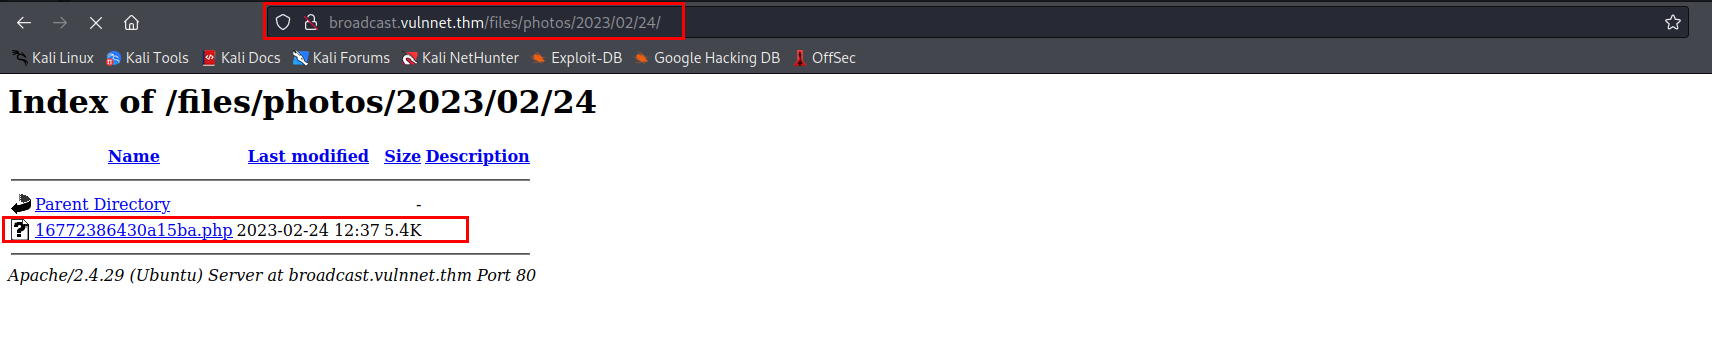 broadcast.vulnnet.thm/files/photos/2023/02/24/
Kali Linux Kali Tools Kali Docs Kali Forums Kali NetHunter Exploit-DB Google Hacking DB OffSec
Index of /files/photos/2023/02/24
Name Last modified Size Description
Parent Directory -
16772386430a15ba.php 2023-02-24 12:37 5.4K
Apache/2.4.29 (Ubuntu) Server at broadcast.vulnnet.thm Port 80